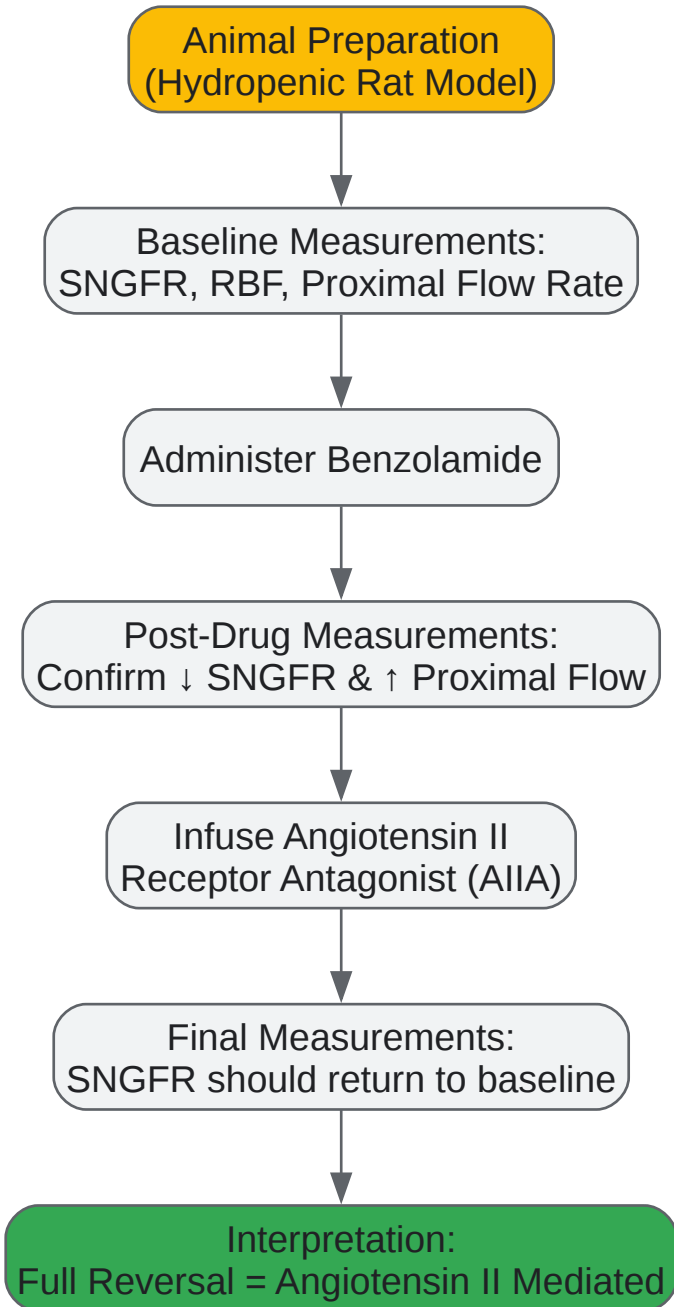 Animal Preparation
(Hydropenic Rat Model)
Baseline Measurements:
SNGFR, RBF, Proximal Flow Rate
Administer Benzolamide
Post-Drug Measurements:
Confirm ↓ SNGFR & ↑ Proximal Flow
Infuse Angiotensin II
Receptor Antagonist (AIIA)
Final Measurements:
SNGFR should return to baseline
Interpretation:
Full Reversal = Angiotensin II Mediated